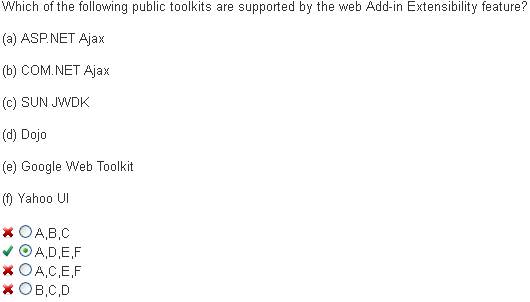 Which of the following public toolkits are supported by the web Add-in Extensibility feature?
(a) ASP.NET Ajax
(b) COM.NET Ajax
(c) SUN JWDK
(d) Dojo
(e) Google Web Toolkit
(f) Yahoo UI
A,B,C
A,D,E,F
A,C,E,F
B,C,D